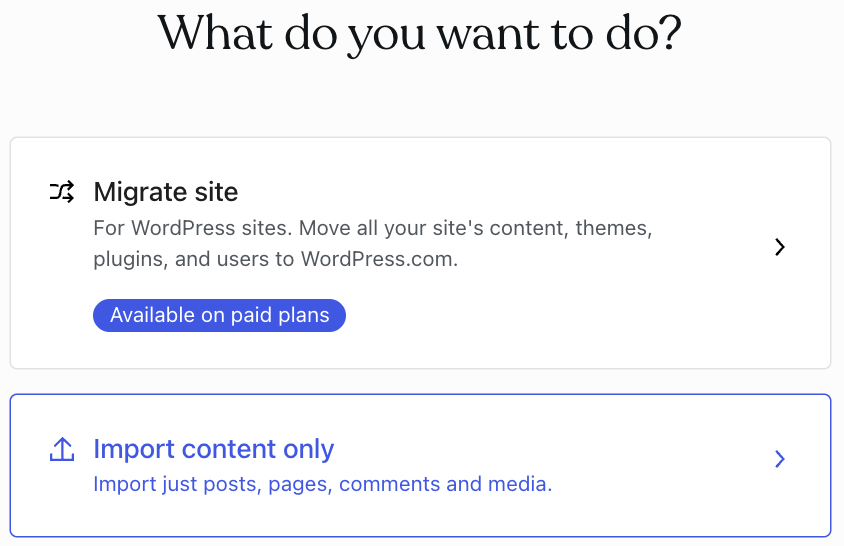 What do you want to do?
Migrate site
For WordPress sites. Move all your site's content, themes,
plugins, and users to WordPress.com.
Available on paid plans
Import content only
Import just posts, pages, comments and media.